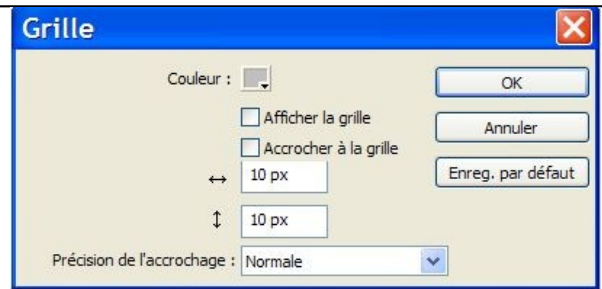 Grille
Couleur :
OK
Afficher la grille
Annuler
Accrocher à la grille
10 px
Enreg. par défaut
10 px
Précision de l'accrochage : Normale